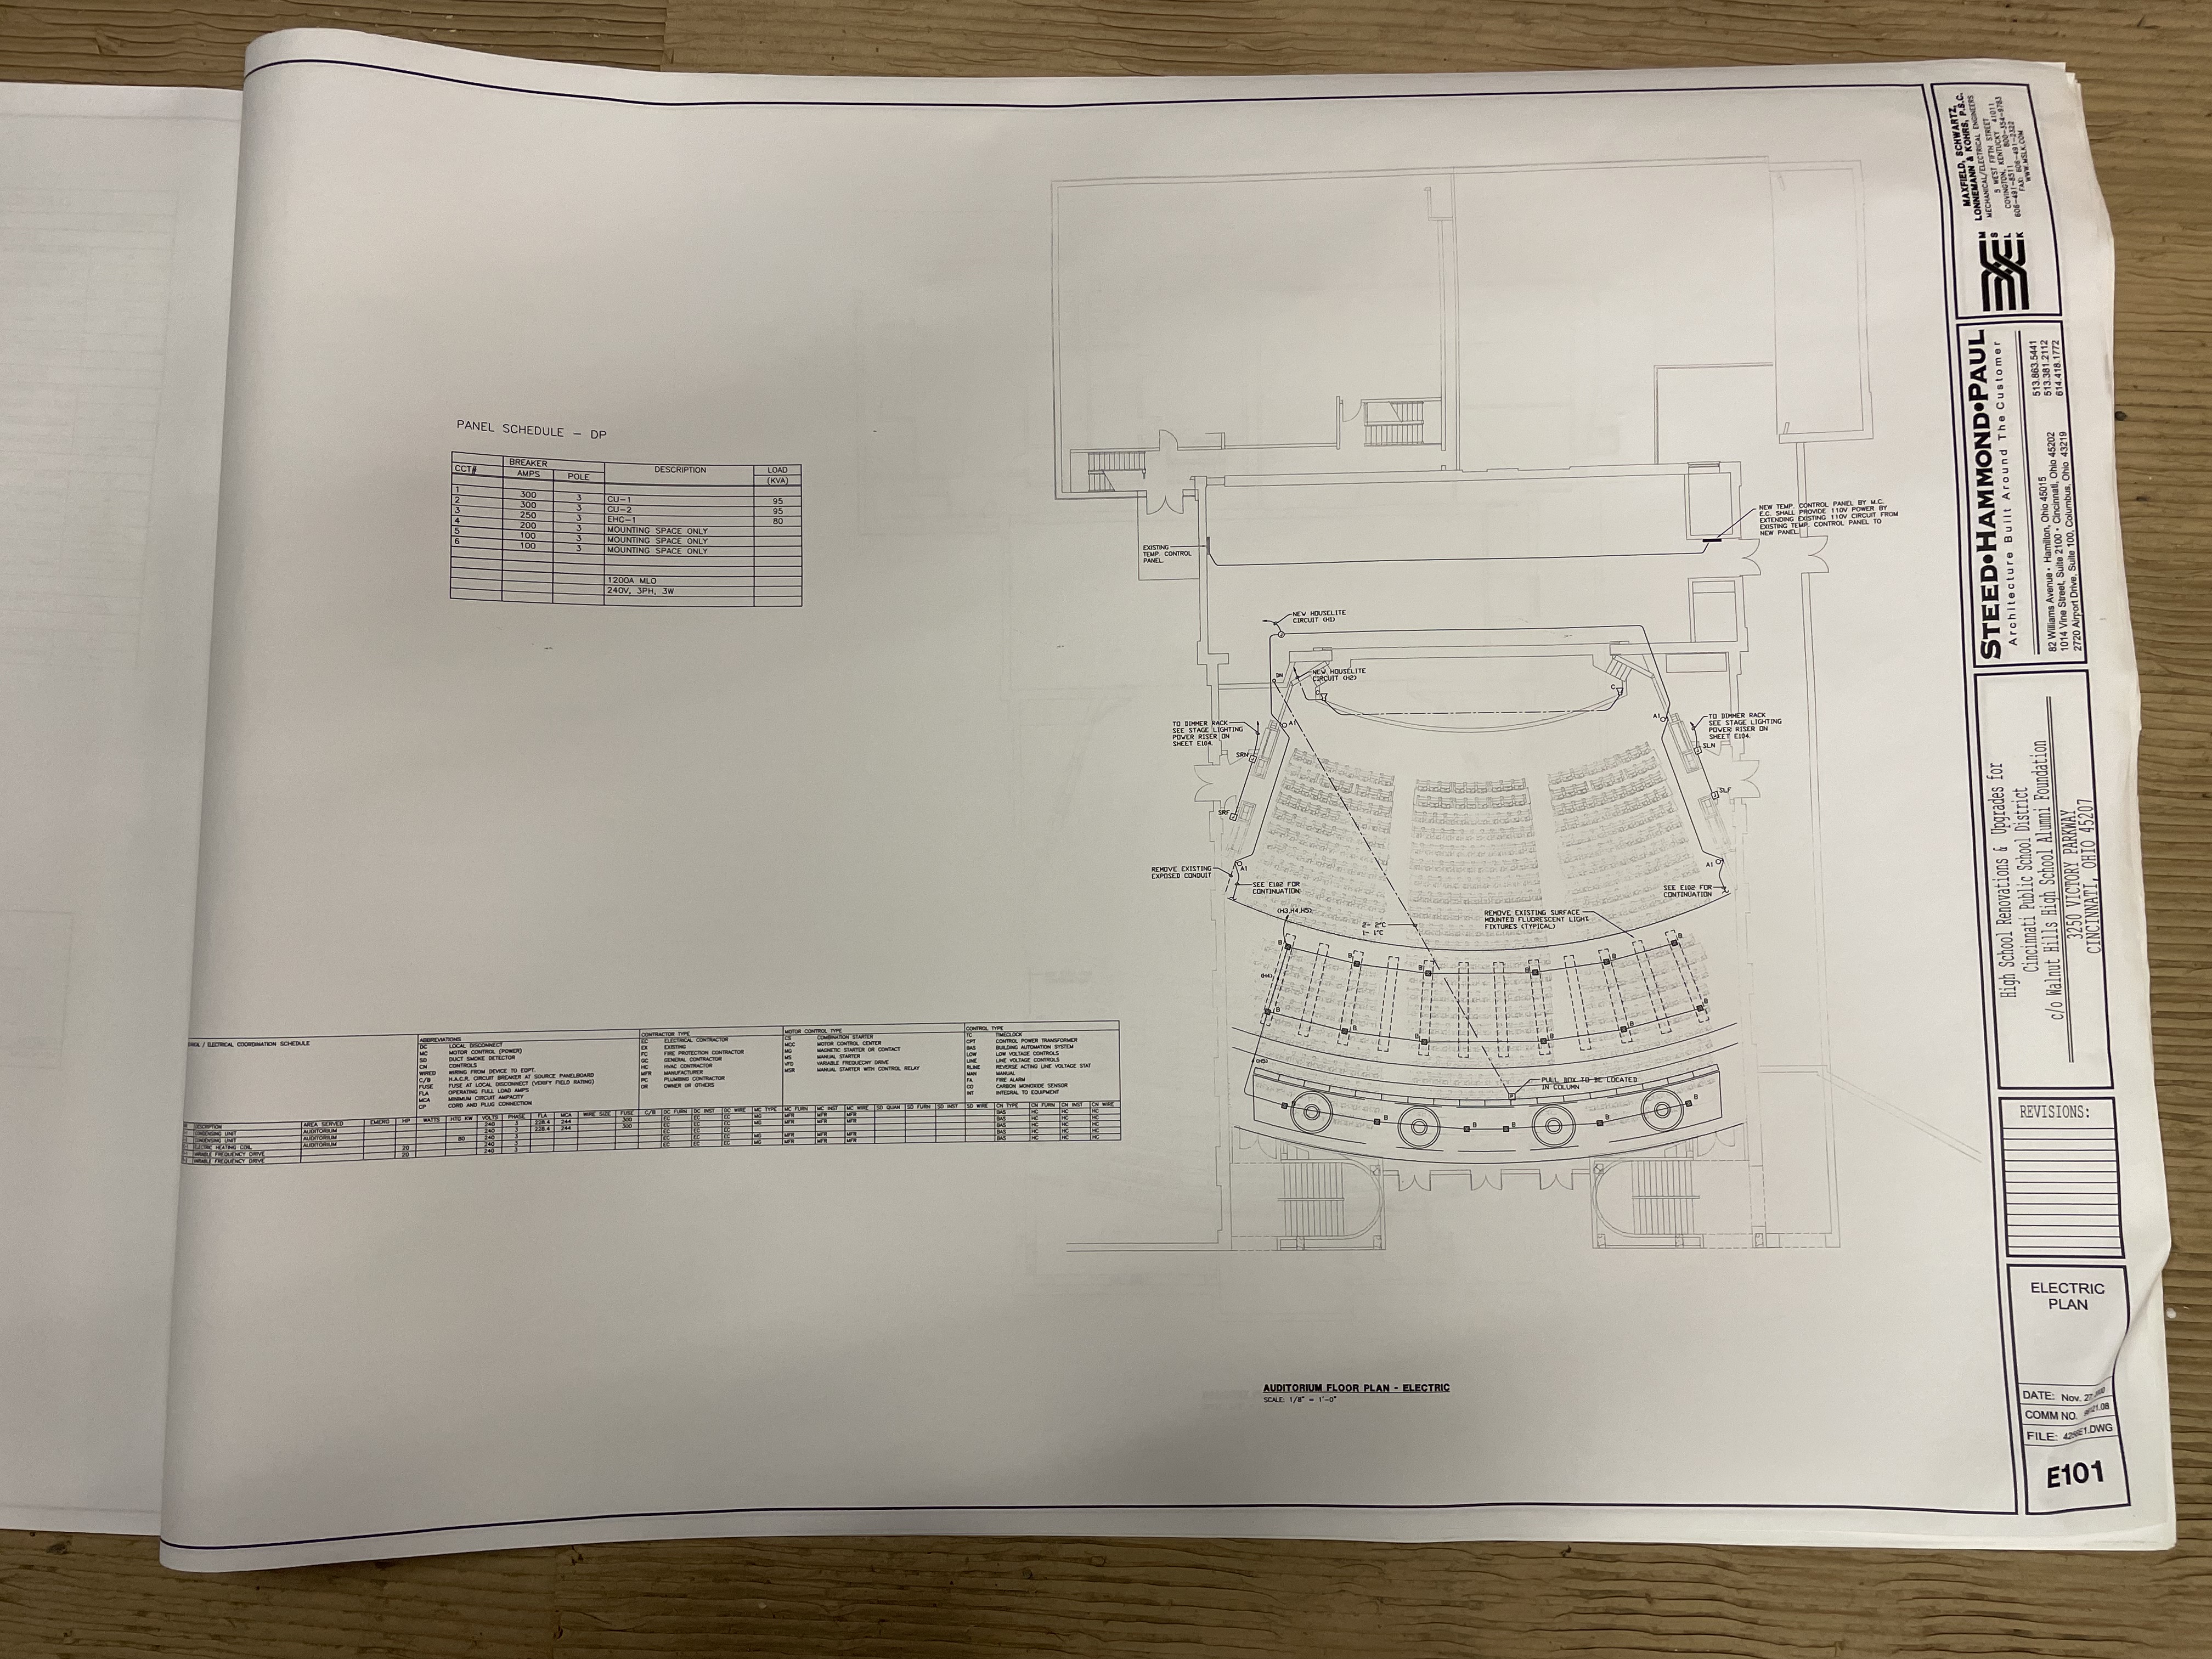 PANEL SCHEDULE - DP
CCT# BREAKER DESCRIPTION LOAD
AMPS POLE (KVA)
1 300 3 CU-1 95
2 300 3 CU-2 95
3 250 3 EHC-1 80
4 200 3 MOUNTING SPACE ONLY
5 100 3 MOUNTING SPACE ONLY
6 100 3 MOUNTING SPACE ONLY
1200A MLO
240V, 3PH, 3W
/ ELECTRICAL COORDINATION SCHEDULE
ABBREVIATIONS
DC LOCAL DISCONNECT
MC MOTOR CONTROL (POWER)
SD DUCT SMOKE DETECTOR
CN CONTROLS
WIRED WIRING FROM DEVICE TO EQPT.
C/B H.A.C.R. CIRCUIT BREAKER AT SOURCE PANELBOARD
FUSE FUSE AT LOCAL DISCONNECT (VERIFY FIELD RATING)
FLA OPERATING FULL LOAD AMPS
MCA MINIMUM CIRCUIT AMPACITY
CP CORD AND PLUG CONNECTION
CONTRACTOR TYPE
EC ELECTRICAL CONTRACTOR
EX EXISTING
FC FIRE PROTECTION CONTRACTOR
GC GENERAL CONTRACTOR
HC HVAC CONTRACTOR
MFR MANUFACTURER
PC PLUMBING CONTRACTOR
OR OWNER OR OTHERS
MOTOR CONTROL TYPE
CS COMBINATION STARTER
MCC MOTOR CONTROL CENTER
MG MAGNETIC STARTER OR CONTACT
MS MANUAL STARTER
VFD VARIABLE FREQUENCY DRIVE
MSR MANUAL STARTER WITH CONTROL RELAY
CONTROL TYPE
TC TIMECLOCK
CPT CONTROL POWER TRANSFORMER
BAS BUILDING AUTOMATION SYSTEM
LOW LOW VOLTAGE CONTROLS
LINE LINE VOLTAGE CONTROLS
RLINE REVERSE ACTING LINE VOLTAGE STAT
MAN MANUAL
FA FIRE ALARM
CO CARBON MONOXIDE SENSOR
INT INTEGRAL TO EQUIPMENT
DESCRIPTION AREA SERVED EMERG HP WATTS HTG KW VOLTS PHASE FLA MCA WIRE SIZE FUSE C/B DC FURN DC INST DC WIRE MC TYPE MC FURN MC INST MC WIRE SD QUAN SD FURN SD INST SD WIRE CN TYPE CN FURN CN INST CN WIRE
CONDENSING UNIT AUDITORIUM 240 3 228.4 244 300 EC EC EC MG MFR MFR MFR BAS HC HC HC
CONDENSING UNIT AUDITORIUM 240 3 228.4 244 300 EC EC EC MG MFR MFR MFR BAS HC HC HC
ELECTRIC HEATING COIL AUDITORIUM 80 240 3 EC EC EC BAS HC HC HC
VARIABLE FREQUENCY DRIVE 20 240 3 EC EC EC MG MFR MFR MFR BAS HC HC HC
VARIABLE FREQUENCY DRIVE 20 240 3 EC EC EC MG MFR MFR MFR BAS HC HC HC
NEW TEMP. CONTROL PANEL BY M.C.
E.C. SHALL PROVIDE 110V POWER BY
EXTENDING EXISTING 110V CIRCUIT FROM
EXISTING TEMP. CONTROL PANEL TO
NEW PANEL.
EXISTING
TEMP. CONTROL
PANEL.
NEW HOUSELITE
CIRCUIT (H1)
J
DN
NEW HOUSELITE
CIRCUIT (H2)
C
C
A1
A1
TO DIMMER RACK
SEE STAGE LIGHTING
POWER RISER ON
SHEET E104.
TO DIMMER RACK
SEE STAGE LIGHTING
POWER RISER ON
SHEET E104.
SRN
SLN
SRF
SLF
A1
A1
REMOVE EXISTING
EXPOSED CONDUIT
SEE E102 FOR
CONTINUATION
SEE E102 FOR
CONTINUATION
(H3,H4,H5)
2- 2"C
1- 1"C
REMOVE EXISTING SURFACE
MOUNTED FLUORESCENT LIGHT
FIXTURES (TYPICAL)
B B B B B B
(H4)
B B B B B B
(H5)
PULL BOX TO BE LOCATED
IN COLUMN
B B B B B B
AUDITORIUM FLOOR PLAN - ELECTRIC
SCALE: 1/8" = 1'-0"
MAXFIELD, SCHWARTZ,
LONNEMANN & KOHRS, P.S.C.
MECHANICAL/ELECTRICAL ENGINEERS
5 WEST FIFTH STREET
COVINGTON, KENTUCKY 41011
606-491-8511 800-354-9783
FAX: 606-491-2322
WWW.MSLK.COM
M
S
L
K
STEED•HAMMOND•PAUL
Architecture Built Around The Customer
82 Williams Avenue • Hamilton, Ohio 45015 513.863.5441
1014 Vine Street, Suite 2100 • Cincinnati, Ohio 45202 513.381.2112
2720 Airport Drive, Suite 100, Columbus, Ohio 43219 614.418.1772
High School Renovations & Upgrades for
Cincinnati Public School District
c/o Walnut Hills High School Alumni Foundation
3250 VICTORY PARKWAY
CINCINNATI, OHIO 45207
REVISIONS:
ELECTRIC
PLAN
DATE: Nov.
COMM NO.
FILE:
E101